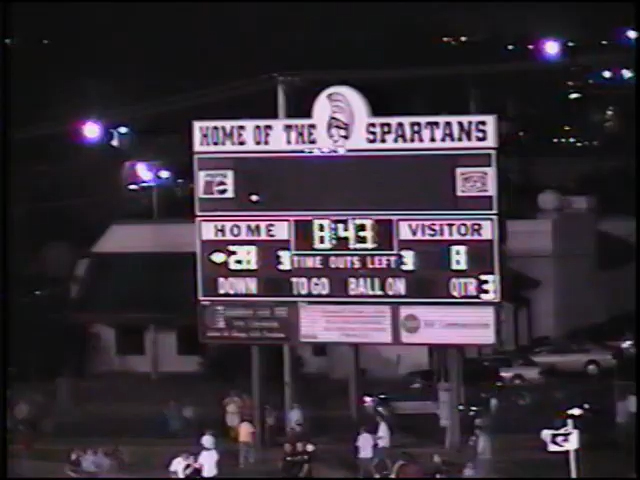 HOME OF THE SPARTANS
PEPSI
HOME 8:43 VISITOR
28 3 TIME OUTS LEFT 3 8
DOWN TO GO BALL ON QTR 3